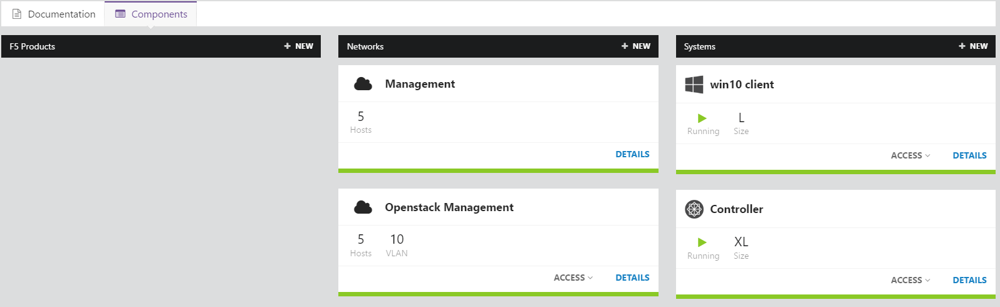 Documentation
Components
F5 Products
+ NEW
Networks
+ NEW
Systems
+ NEW
Management
5
Hosts
DETAILS
Openstack Management
5 10
Hosts VLAN
ACCESS DETAILS
win10 client
L
Running Size
ACCESS DETAILS
Controller
XL
Running Size
ACCESS DETAILS